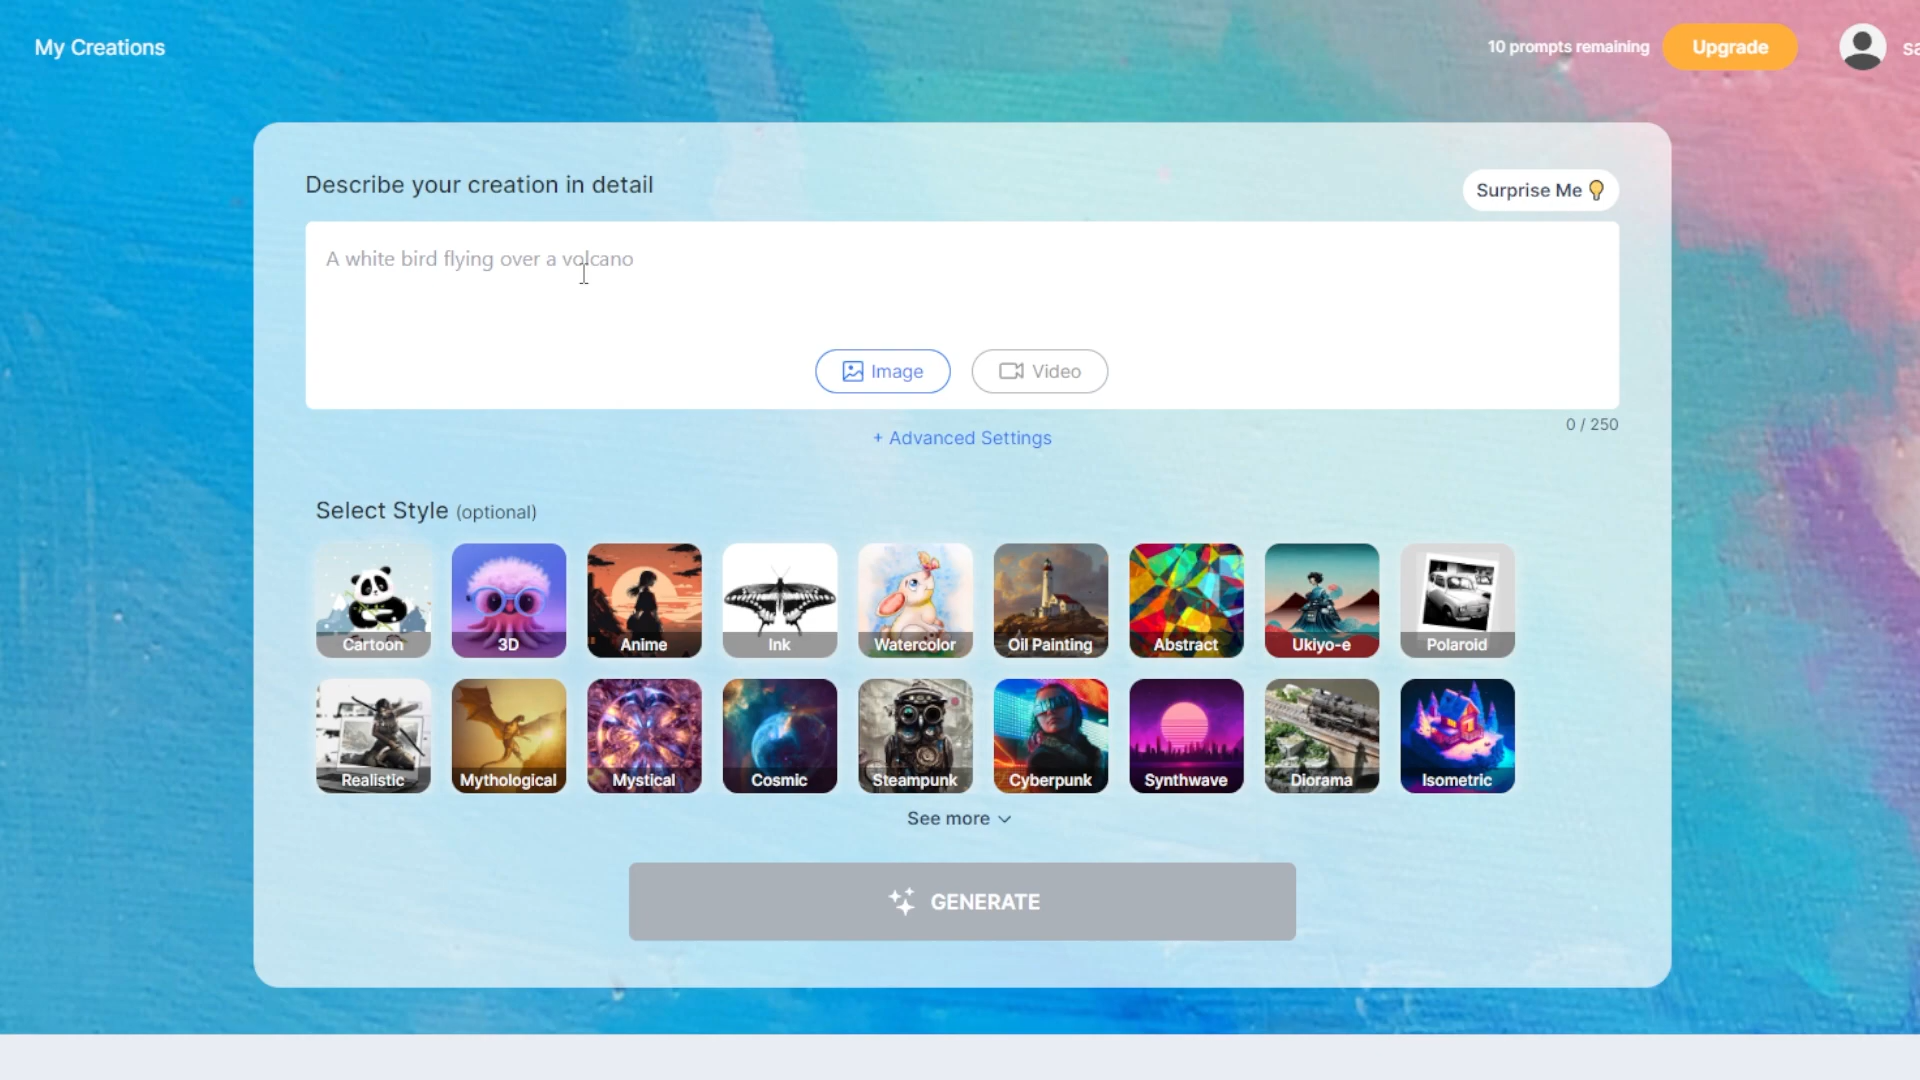 My Creations
10 prompts remaining
Upgrade
Describe your creation in detail
Surprise Me
A white bird flying over a volcano
Image
Video
0 / 250
+ Advanced Settings
Select Style (optional)
Cartoon
3D
Anime
Ink
Watercolor
Oil Painting
Abstract
Ukiyo-e
Polaroid
Realistic
Mythological
Mystical
Cosmic
Steampunk
Cyberpunk
Synthwave
Diorama
Isometric
See more
GENERATE